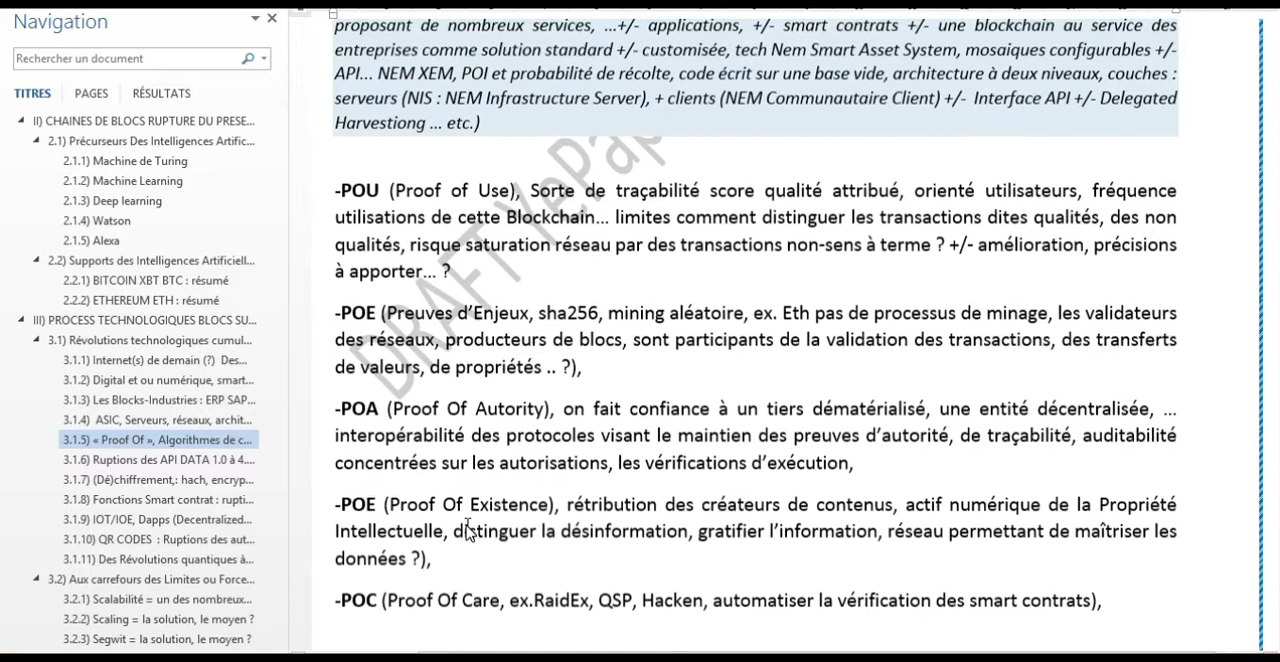 Navigation
Rechercher un document
TITRES PAGES RÉSULTATS
II) CHAINES DE BLOCS RUPTURE DU PRESE...
2.1) Précurseurs Des Intelligences Artific...
2.1.1) Machine de Turing
2.1.2) Machine Learning
2.1.3) Deep learning
2.1.4) Watson
2.1.5) Alexa
2.2) Supports des Intelligences Artificiell...
2.2.1) BITCOIN XBT BTC : résumé
2.2.2) ETHEREUM ETH : résumé
III) PROCESS TECHNOLOGIQUES BLOCS SU...
3.1) Révolutions technologiques cumul...
3.1.1) Internet(s) de demain (?) Des...
3.1.2) Digital et ou numérique, smart...
3.1.3) Les Blocks-Industries : ERP SAP...
3.1.4) ASIC, Serveurs, réseaux, archit...
3.1.5) « Proof Of », Algorithmes de c...
3.1.6) Ruptions des API DATA 1.0 à 4....
3.1.7) (Dé)chiffrement,: hach, encryp...
3.1.8) Fonctions Smart contrat : rupti...
3.1.9) IOT/IOE, Dapps (Decentralized...
3.1.10) QR CODES : Ruptions des aut...
3.1.11) Des Révolutions quantiques à...
3.2) Aux carrefours des Limites ou Force...
3.2.1) Scalabilité = un des nombreux...
3.2.2) Scaling = la solution, le moyen ?
3.2.3) Segwit = la solution, le moyen ?
proposant de nombreux services, ...+/- applications, +/- smart contrats +/- une blockchain au service des
entreprises comme solution standard +/- customisée, tech Nem Smart Asset System, mosaiques configurables +/-
API... NEM XEM, POI et probabilité de récolte, code écrit sur une base vide, architecture à deux niveaux, couches :
serveurs (NIS : NEM Infrastructure Server), + clients (NEM Communautaire Client) +/- Interface API +/- Delegated
Harvestiong ... etc.)
-POU (Proof of Use), Sorte de traçabilité score qualité attribué, orienté utilisateurs, fréquence
utilisations de cette Blockchain... limites comment distinguer les transactions dites qualités, des non
qualités, risque saturation réseau par des transactions non-sens à terme ? +/- amélioration, précisions
à apporter... ?
-POE (Preuves d’Enjeux, sha256, mining aléatoire, ex. Eth pas de processus de minage, les validateurs
des réseaux, producteurs de blocs, sont participants de la validation des transactions, des transferts
de valeurs, de propriétés .. ?),
-POA (Proof Of Autority), on fait confiance à un tiers dématérialisé, une entité décentralisée, ...
interopérabilité des protocoles visant le maintien des preuves d’autorité, de traçabilité, auditabilité
concentrées sur les autorisations, les vérifications d’exécution,
-POE (Proof Of Existence), rétribution des créateurs de contenus, actif numérique de la Propriété
Intellectuelle, distinguer la désinformation, gratifier l’information, réseau permettant de maîtriser les
données ?),
-POC (Proof Of Care, ex.RaidEx, QSP, Hacken, automatiser la vérification des smart contrats),
DRAFT YePap